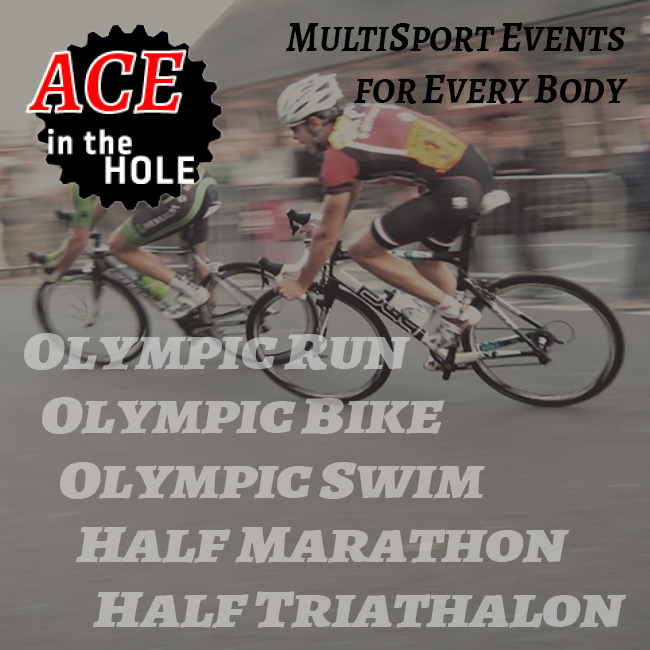 ACE
in the
HOLE
MultiSport Events
for Every Body
Olympic Run
Olympic Bike
Olympic Swim
Half Marathon
Half Triathalon